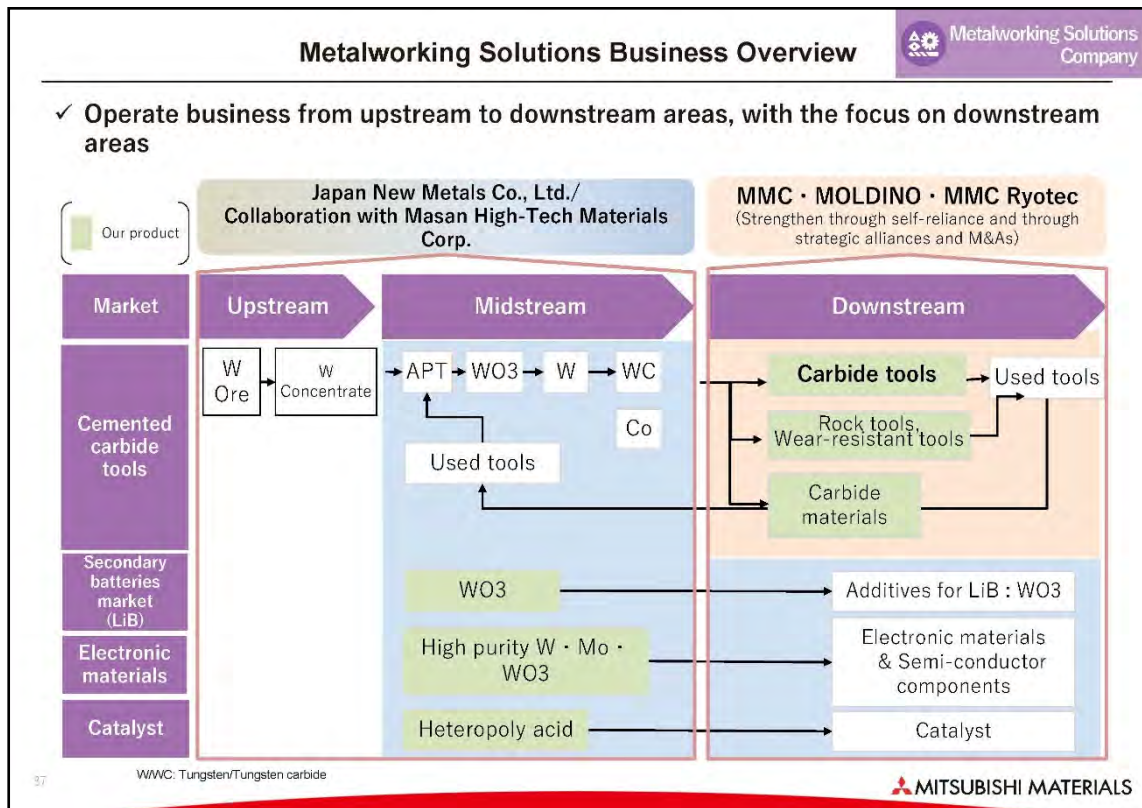 Metalworking Solutions Business Overview
Metalworking Solutions
Company
✓ Operate business from upstream to downstream areas, with the focus on downstream
areas
Our product
Japan New Metals Co., Ltd./
Collaboration with Masan High-Tech Materials
Corp.
MMC・MOLDINO・MMC Ryotec
(Strengthen through self-reliance and through
strategic alliances and M&As)
Market
Upstream
Midstream
Downstream
Cemented
carbide
tools
W
Ore
W
Concentrate
APT
WO3
W
WC
Co
Used tools
Carbide tools
Used tools
Rock tools,
Wear-resistant tools
Carbide
materials
Secondary
batteries
market
(LiB)
WO3
Additives for LiB : WO3
Electronic
materials
High purity W・Mo・
WO3
Electronic materials
& Semi-conductor
components
Catalyst
Heteropoly acid
Catalyst
W/WC: Tungsten/Tungsten carbide
37
MITSUBISHI MATERIALS